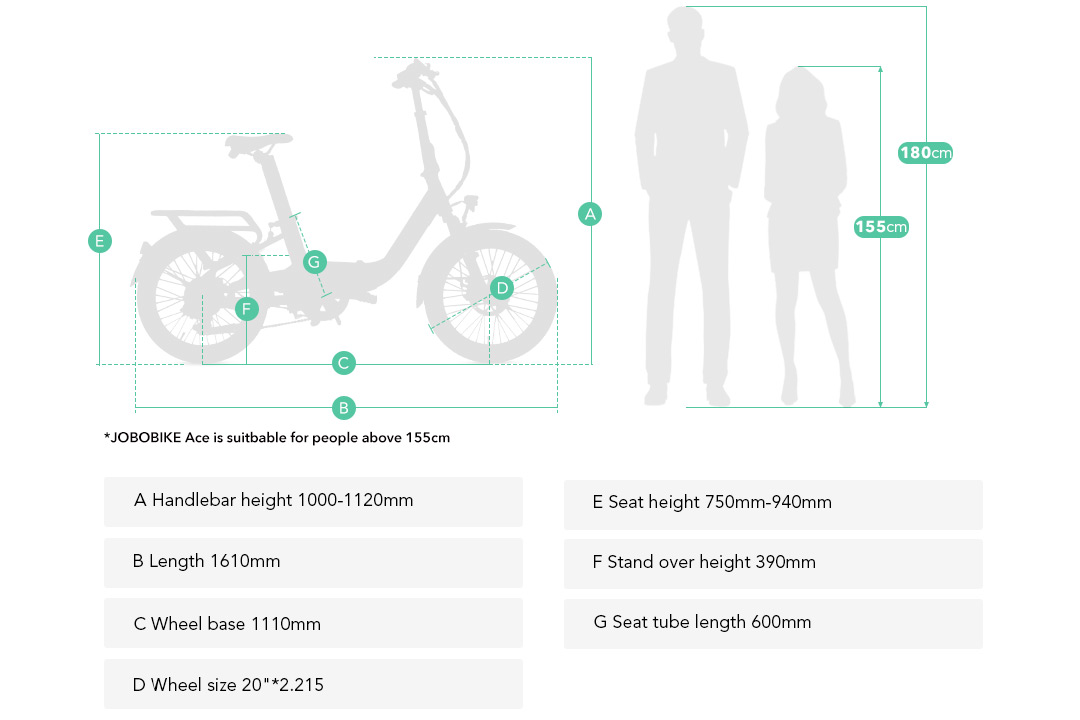 180cm
155cm
A
E
G
D
F
C
B
*JOBOBIKE Ace is suitbable for people above 155cm
A Handlebar height 1000-1120mm
B Length 1610mm
C Wheel base 1110mm
D Wheel size 20"*2.215
E Seat height 750mm-940mm
F Stand over height 390mm
G Seat tube length 600mm